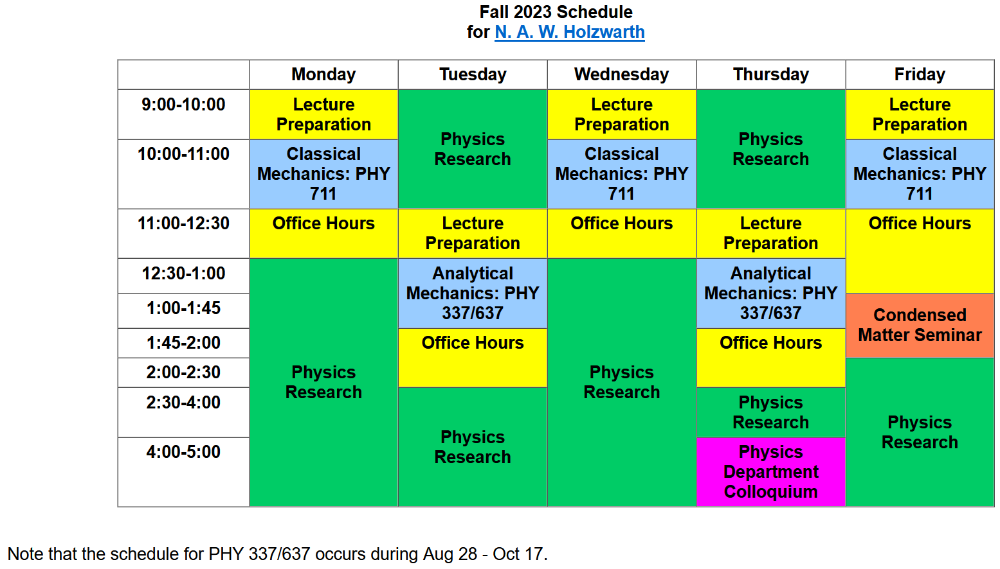 Fall 2023 Schedule
for N. A. W. Holzwarth
Monday Tuesday Wednesday Thursday Friday
9:00-10:00
Lecture
Preparation
Physics
Research
Lecture
Preparation
Physics
Research
Lecture
Preparation
10:00-11:00
Classical
Mechanics: PHY
711
Classical
Mechanics: PHY
711
Classical
Mechanics: PHY
711
11:00-12:30
Office Hours
Lecture
Preparation
Office Hours
Lecture
Preparation
Office Hours
12:30-1:00
Physics
Research
Analytical
Mechanics: PHY
337/637
Physics
Research
Analytical
Mechanics: PHY
337/637
1:00-1:45
Condensed
Matter Seminar
1:45-2:00
Office Hours
Office Hours
2:00-2:30
Physics
Research
2:30-4:00
Physics
Research
Physics
Research
4:00-5:00
Physics
Department
Colloquium
Note that the schedule for PHY 337/637 occurs during Aug 28 - Oct 17.